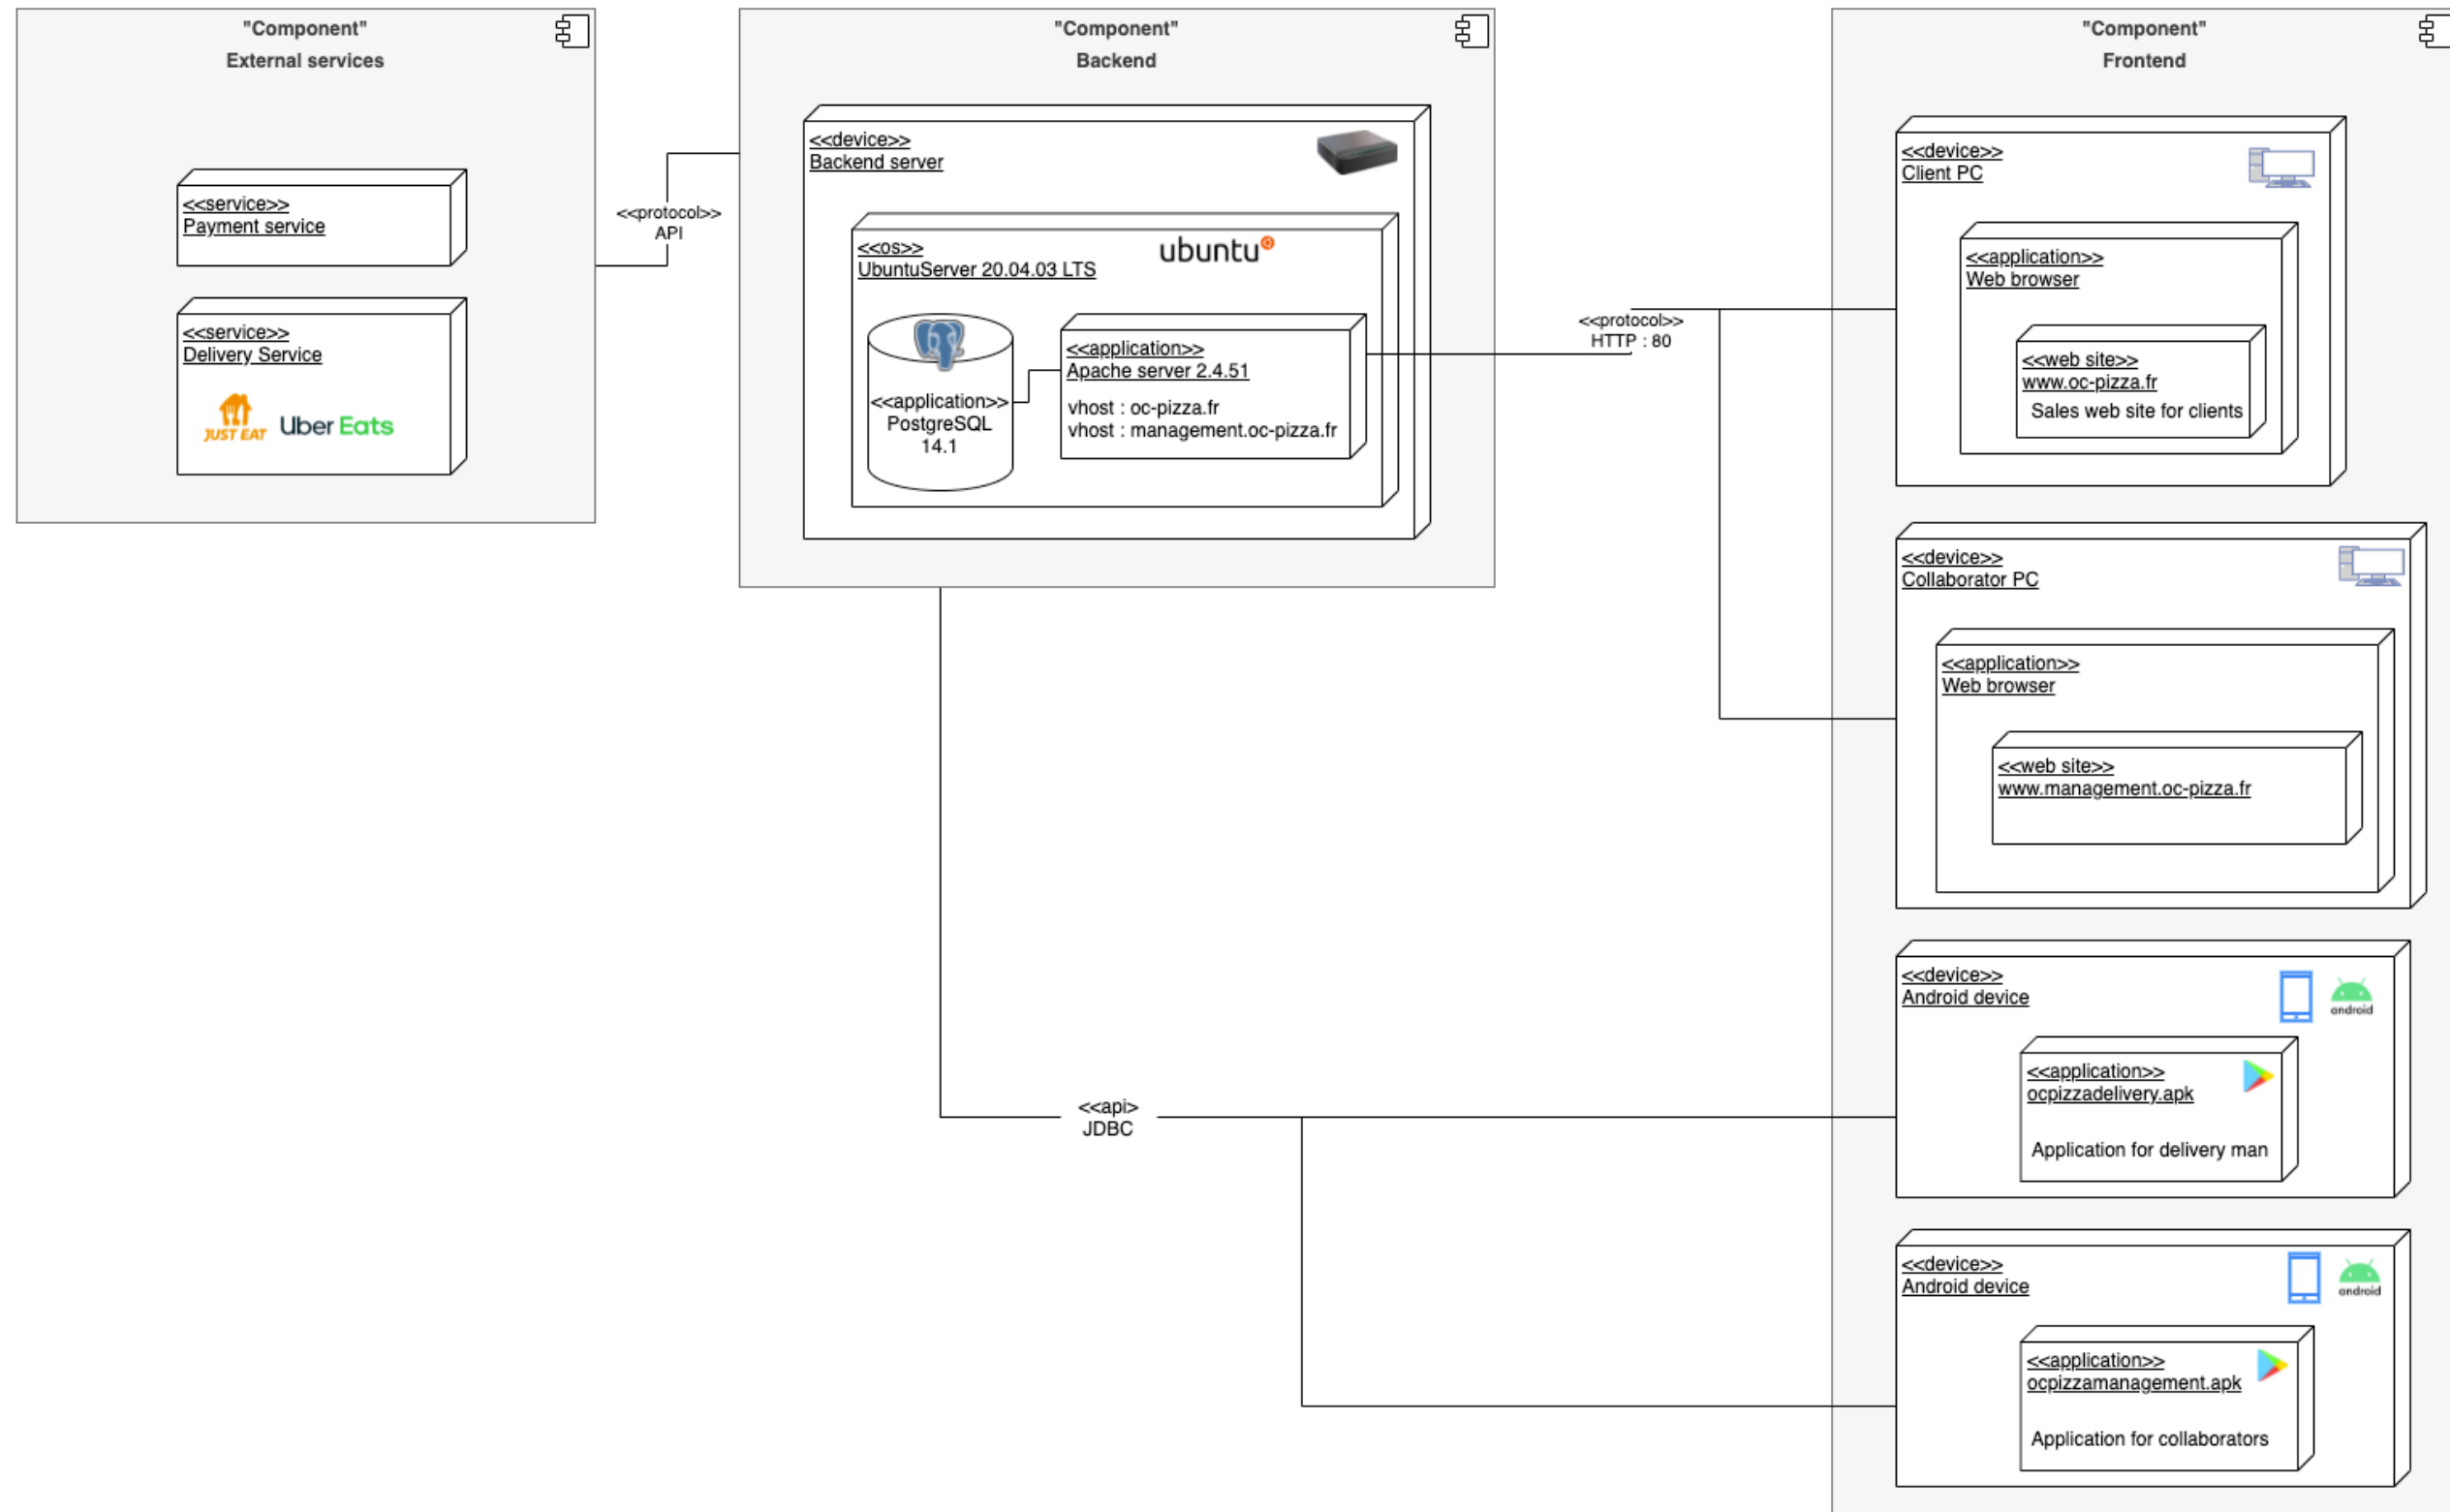 "Component"
External services
<<service>>
Payment service
<<service>>
Delivery Service
JUST EAT
Uber Eats
<<protocol>>
API
"Component"
Backend
<<device>>
Backend server
<<os>>
UbuntuServer 20.04.03 LTS
ubuntu
<<application>>
PostgreSQL
14.1
<<application>>
Apache server 2.4.51
vhost : oc-pizza.fr
vhost : management.oc-pizza.fr
<<protocol>>
HTTP : 80
<<api>
JDBC
"Component"
Frontend
<<device>>
Client PC
<<application>>
Web browser
<<web site>>
www.oc-pizza.fr
Sales web site for clients
<<device>>
Collaborator PC
<<application>>
Web browser
<<web site>>
www.management.oc-pizza.fr
<<device>>
Android device
android
<<application>>
ocpizzadelivery.apk
Application for delivery man
<<device>>
Android device
android
<<application>>
ocpizzamanagement.apk
Application for collaborators